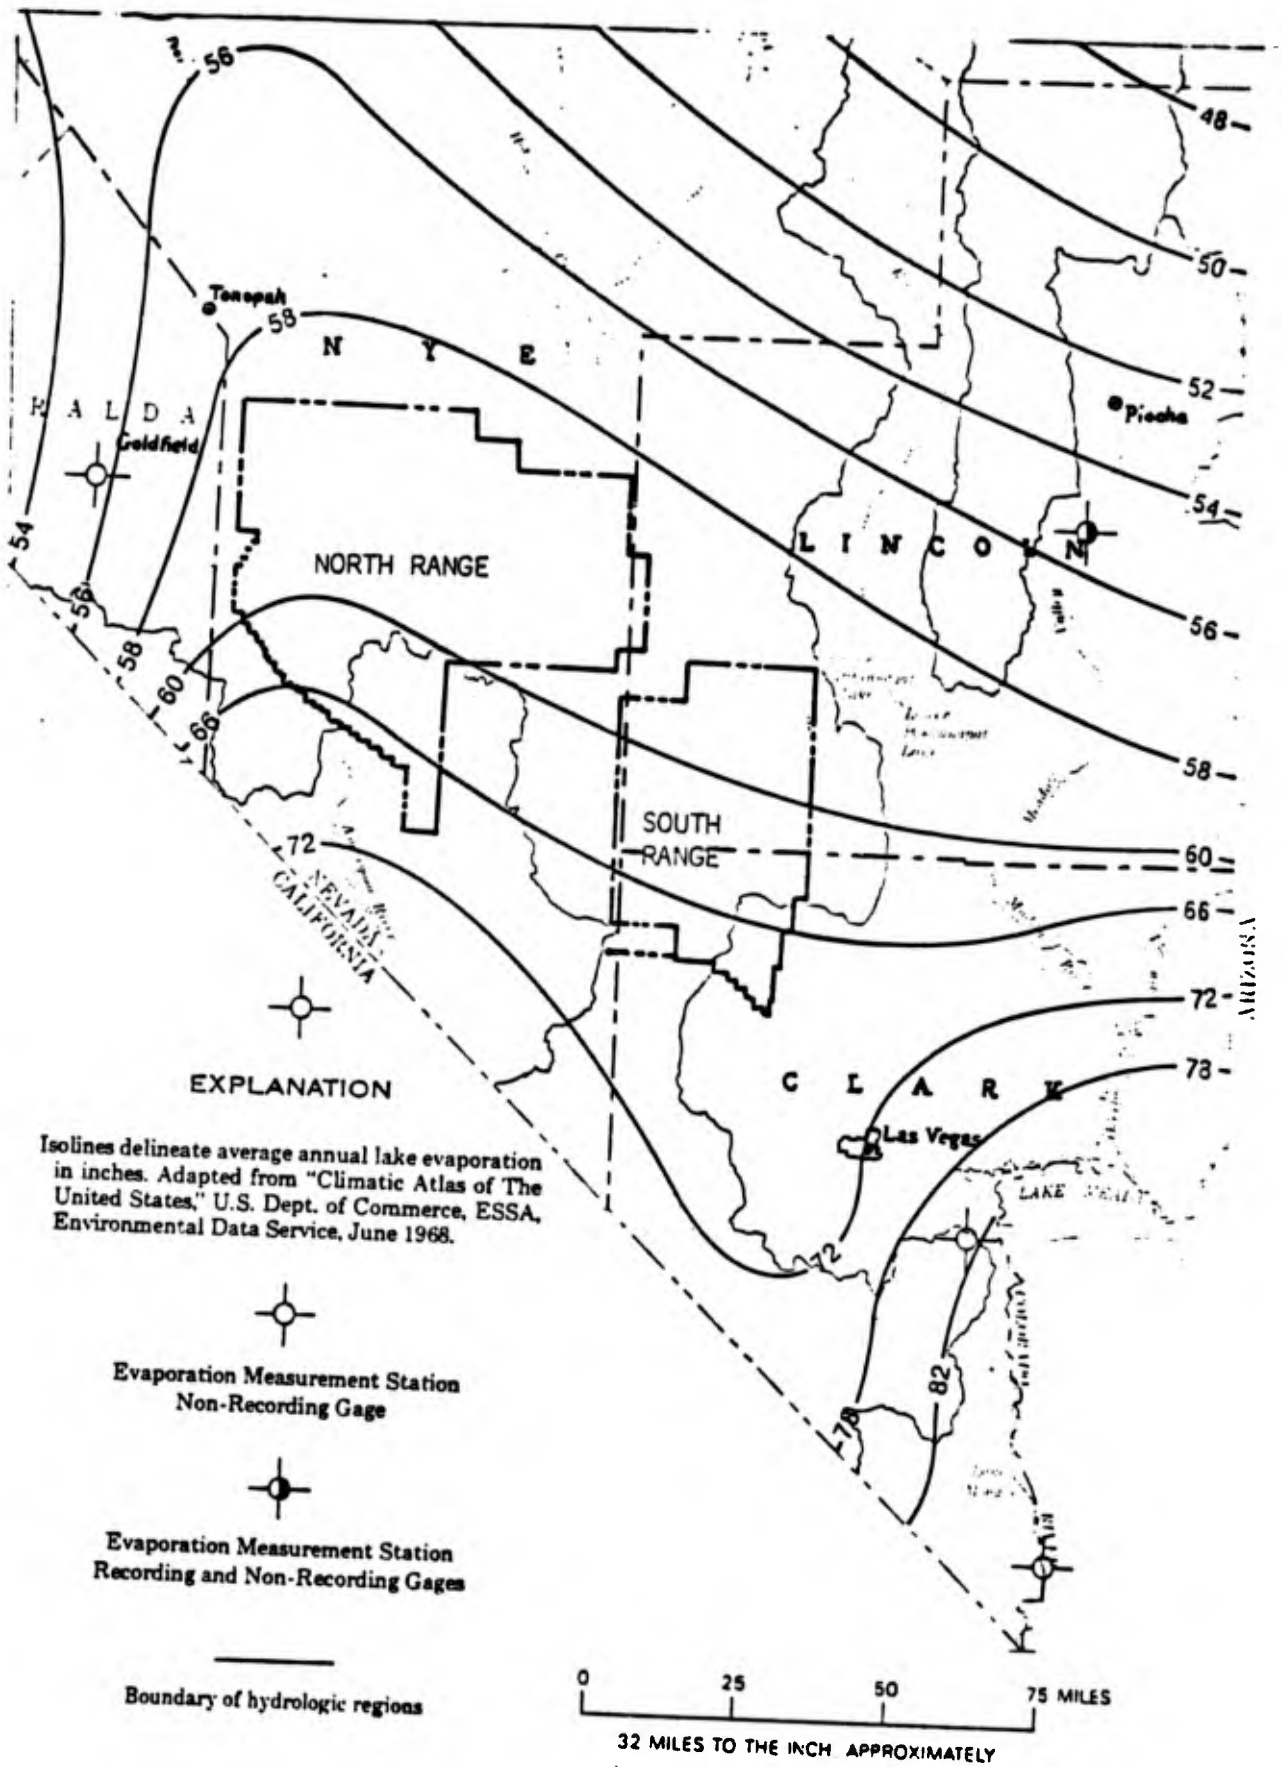 56
48
50
Tonopah
58
N Y E
52
Pioche
A L D A
Goldfield
54
54
L I N C O L N
NORTH RANGE
56
56
58
60
66
58
SOUTH
RANGE
60
72
66
NEVADA
CALIFORNIA
ARIZONA
72
78
C L A R K
Las Vegas
LAKE MEAD
72
82
78
EXPLANATION
Isolines delineate average annual lake evaporation
in inches. Adapted from "Climatic Atlas of The
United States," U.S. Dept. of Commerce, ESSA,
Environmental Data Service, June 1968.
Evaporation Measurement Station
Non-Recording Gage
Evaporation Measurement Station
Recording and Non-Recording Gages
Boundary of hydrologic regions
0 25 50 75 MILES
32 MILES TO THE INCH APPROXIMATELY